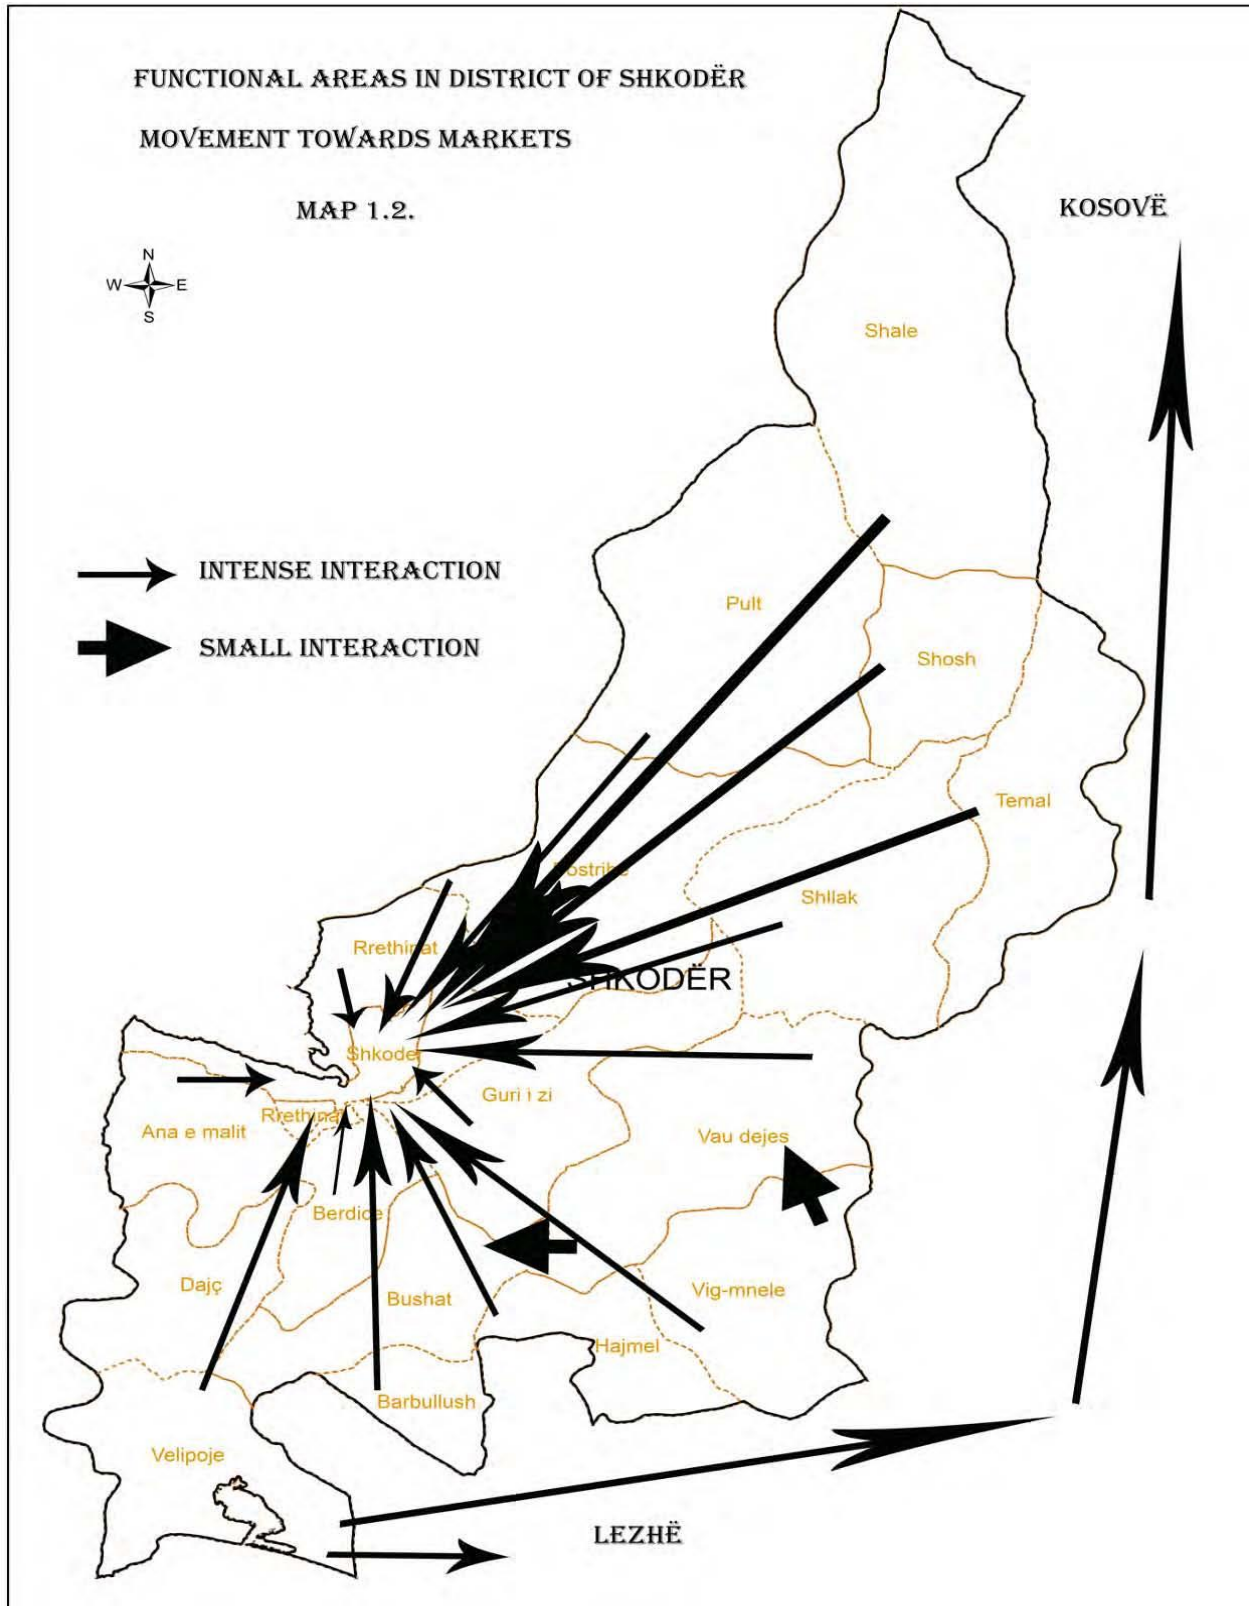 FUNCTIONAL AREAS IN DISTRICT OF SHKODËR
MOVEMENT TOWARDS MARKETS
MAP 1.2.
KOSOVË
N
W E
S
Shale
INTENSE INTERACTION
SMALL INTERACTION
Pult
Shosh
Temal
Shllak
Rrethinat
SHKODËR
Shkoder
Guri i zi
Ana e malit
Vau dejes
Berdice
Dajç
Bushat
Vig-mnele
Hajmel
Barbullush
Velipoje
LEZHË